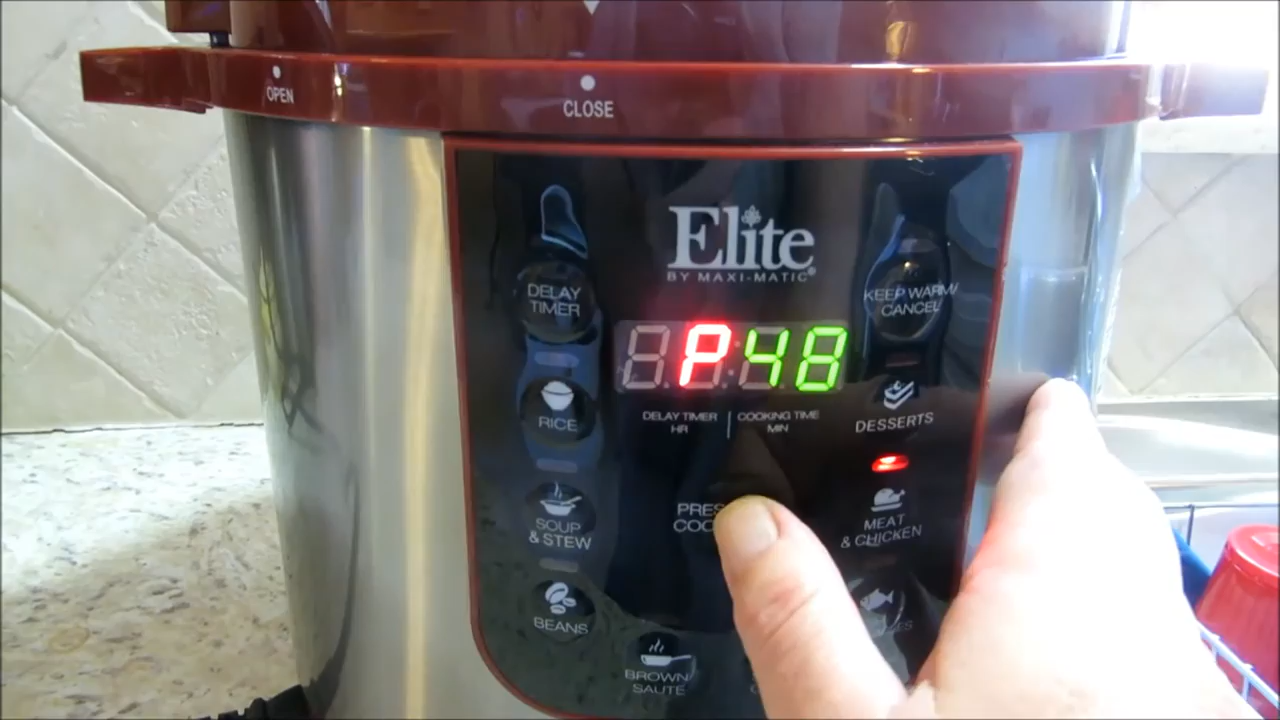 OPEN
CLOSE
Elite
BY MAXI-MATIC®
DELAY
TIMER
KEEP WARM/
CANCEL
P48
DELAY TIMER
HR
COOKING TIME
MIN
RICE
DESSERTS
SOUP
& STEW
MEAT
& CHICKEN
BEANS
BROWN
SAUTÉ